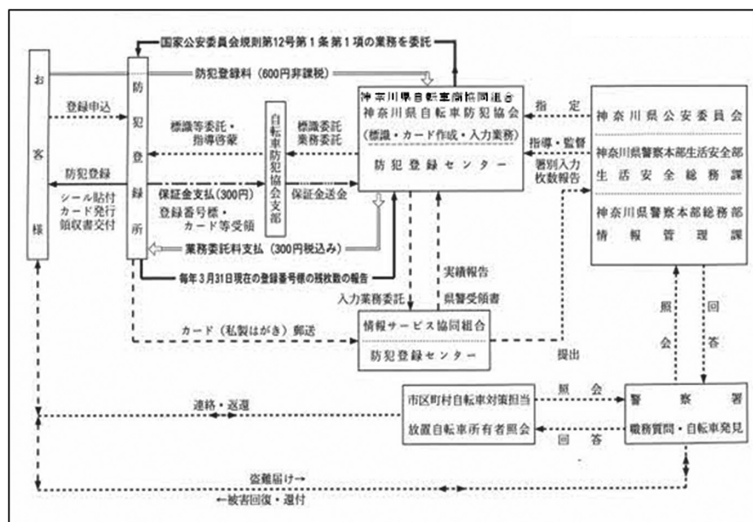 国家公安委員会規則第12号第1条第1項の業務を委託
防犯登録料(600円非課税)
お客様
防犯登録所
登録申込
防犯登録
シール貼付
カード発行
領収書交付
標識等委託・
指導啓蒙
自転車防犯協会支部
標識委託
業務委託
保証金支払(300円)
登録番号標・
カード等受領
保証金送金
業務委託料支払(300円税込み)
毎年3月31日現在の登録番号標の残枚数の報告
神奈川県自転車商協同組合
神奈川県自転車防犯協会
(標識・カード作成・入力業務)
防犯登録センター
指定
指導・監督
署別入力
枚数報告
神奈川県公安委員会
神奈川県警察本部生活安全部
生活安全総務課
神奈川県警察本部総務部
情報管理課
入力業務委託
実績報告
県警受領書
カード(私製はがき)郵送
情報サービス協同組合
防犯登録センター
提出
照会
回答
連絡・返還
市区町村自転車対策担当
放置自転車所有者照会
照会
回答
警察署
職務質問・自転車発見
盗難届け→
←被害回復・還付